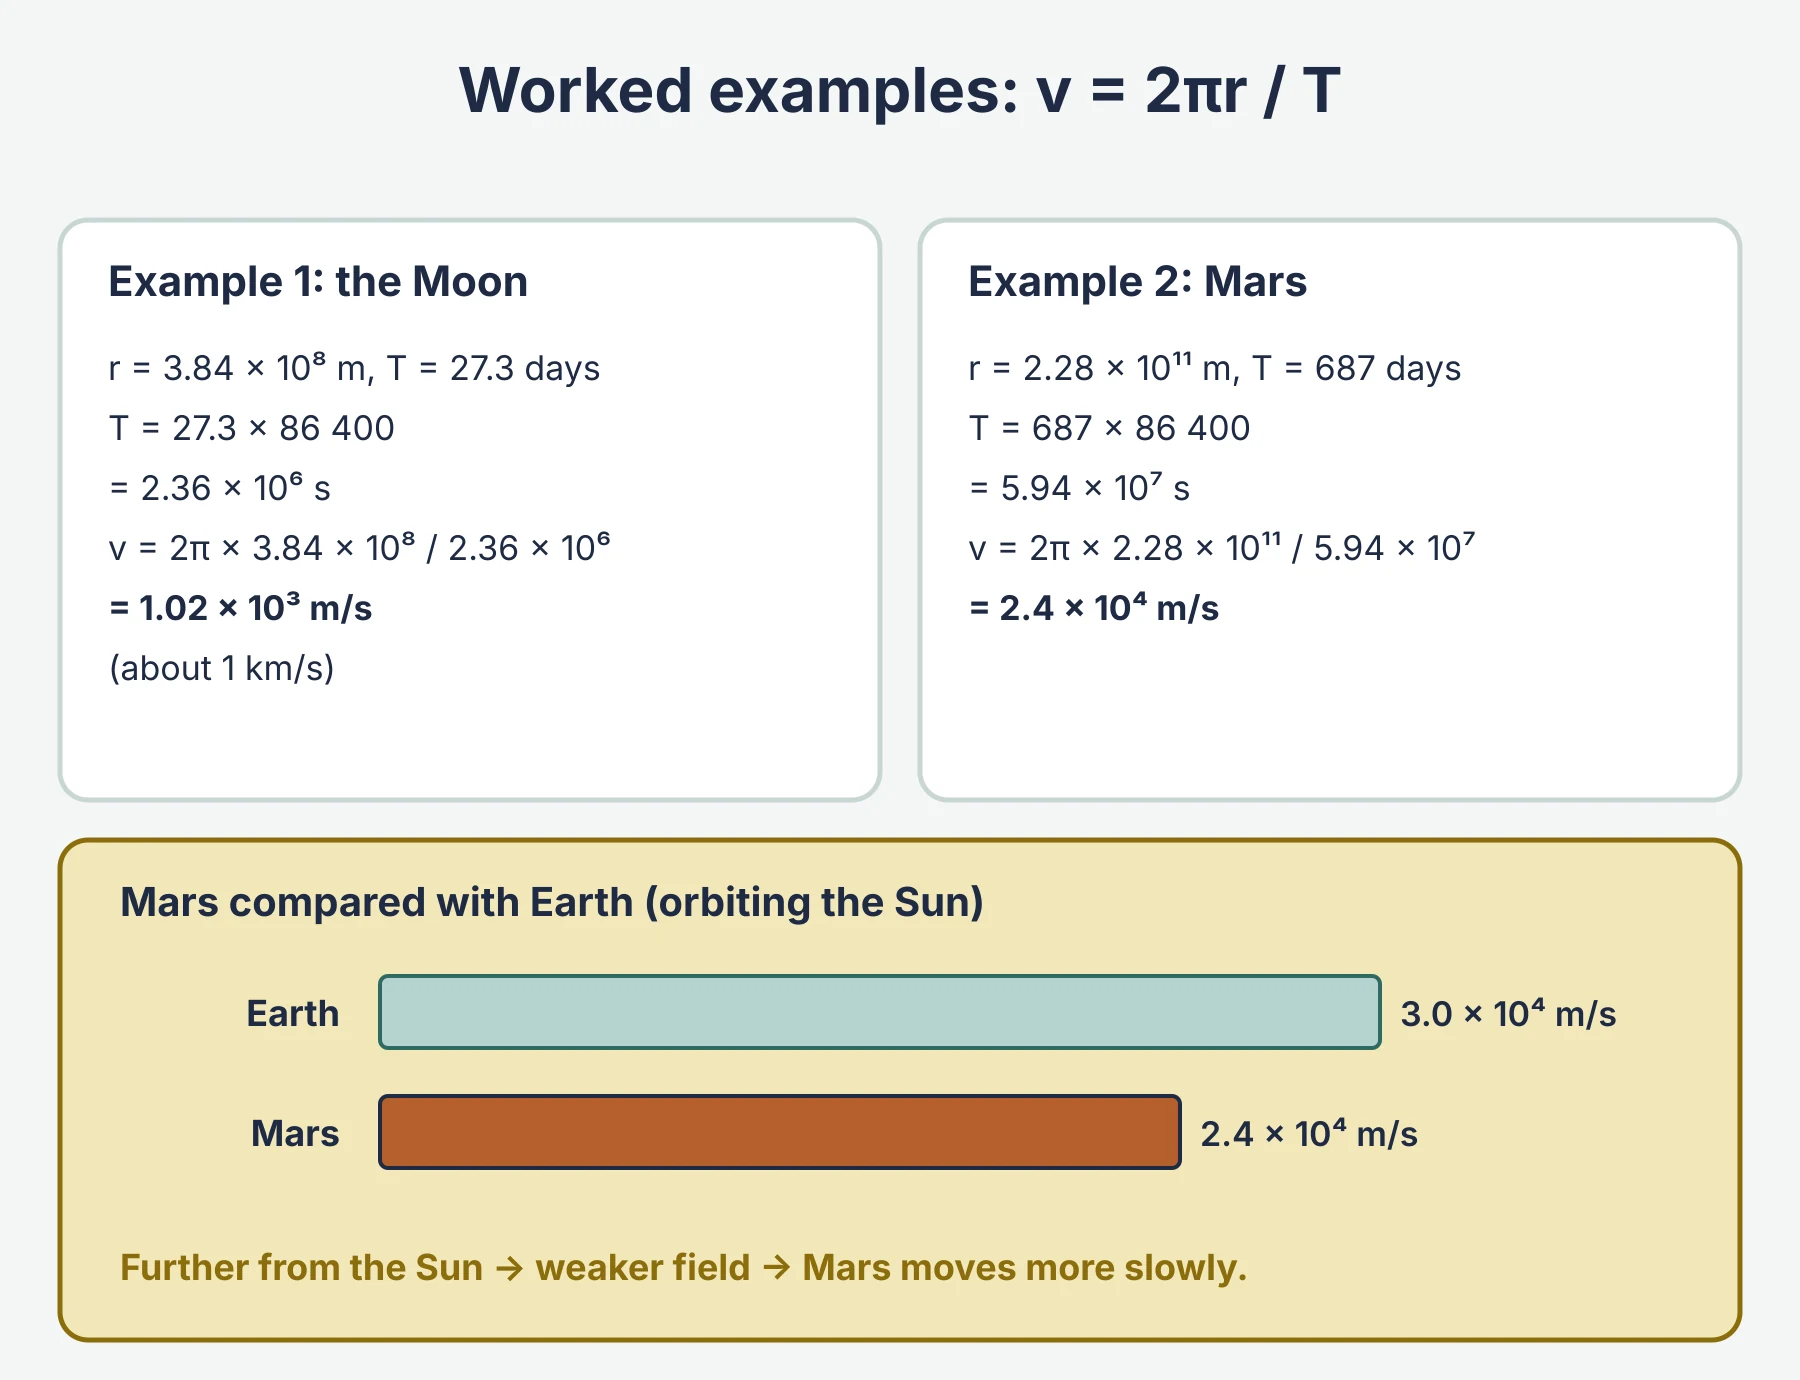 Worked examples: v = 2πr / T
Example 1: the Moon
r = 3.84 × 10⁸ m, T = 27.3 days
T = 27.3 × 86 400
= 2.36 × 10⁶ s
v = 2π × 3.84 × 10⁸ / 2.36 × 10⁶
= 1.02 × 10³ m/s
(about 1 km/s)
Example 2: Mars
r = 2.28 × 10¹¹ m, T = 687 days
T = 687 × 86 400
= 5.94 × 10⁷ s
v = 2π × 2.28 × 10¹¹ / 5.94 × 10⁷
= 2.4 × 10⁴ m/s
Mars compared with Earth (orbiting the Sun)
Earth 3.0 × 10⁴ m/s
Mars 2.4 × 10⁴ m/s
Further from the Sun → weaker field → Mars moves more slowly.